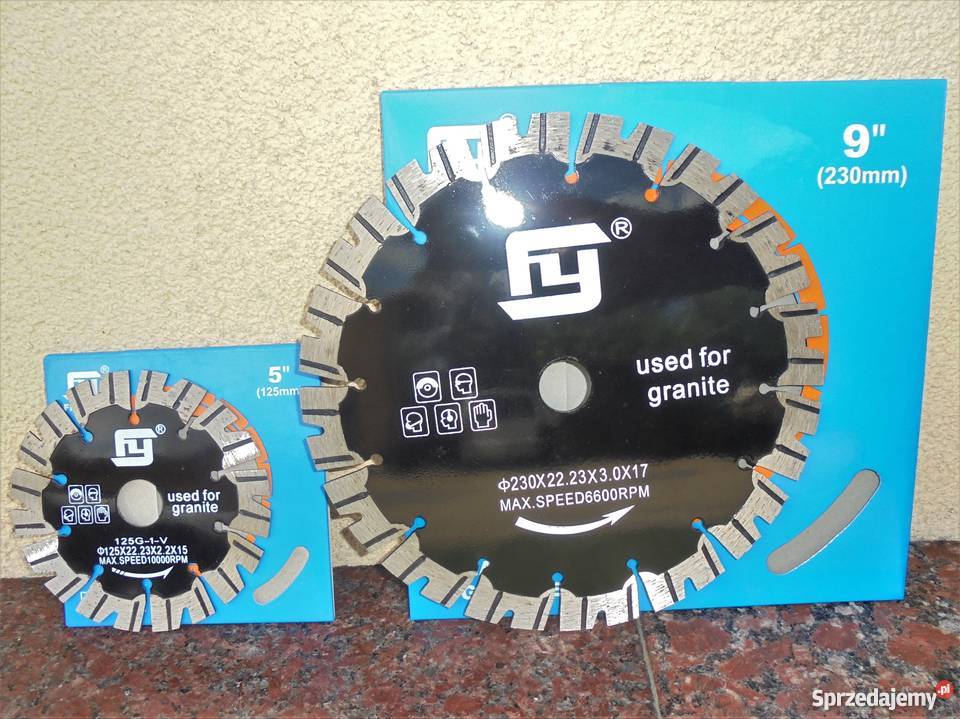 5"
(125mm
fy®
used for
granite
125G-1-V
Φ125X22.23X2.2X15
MAX.SPEED10000RPM
9"
(230mm)
fy®
used for
granite
Φ230X22.23X3.0X17
MAX.SPEED6600RPM
Sprzedajemy.pl